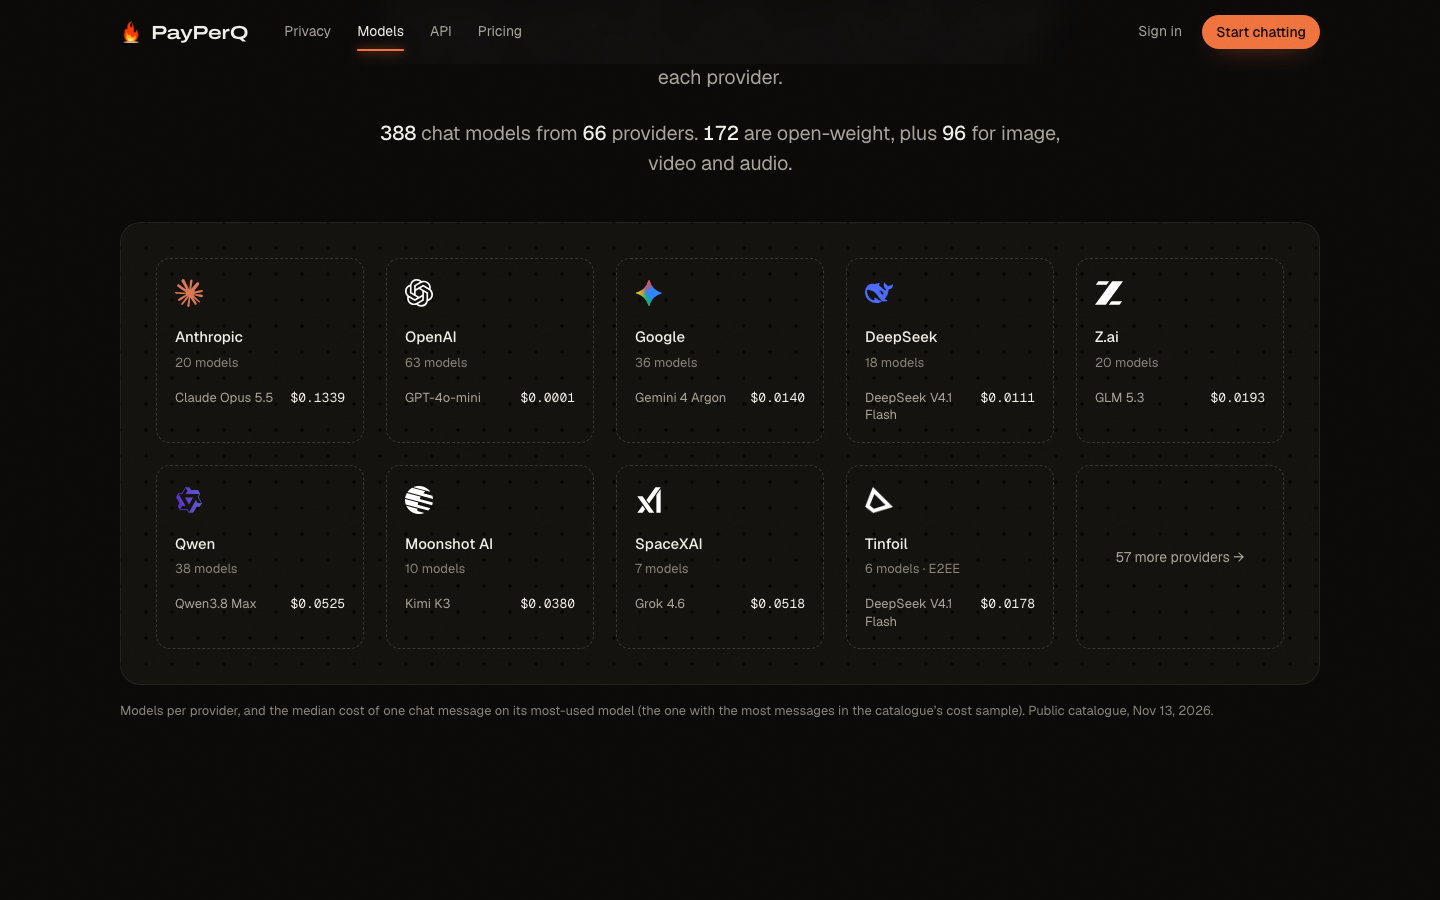 PayPerQ
Privacy
Models
API
Pricing
Sign in
Start chatting
each provider.
388 chat models from 66 providers. 172 are open-weight, plus 96 for image,
video and audio.
Anthropic
20 models
Claude Opus 5.5 $0.1339
OpenAI
63 models
GPT-4o-mini $0.0001
Google
36 models
Gemini 4 Argon $0.0140
DeepSeek
18 models
DeepSeek V4.1 $0.0111
Flash
Z.ai
20 models
GLM 5.3 $0.0193
Qwen
38 models
Qwen3.8 Max $0.0525
Moonshot AI
10 models
Kimi K3 $0.0380
SpaceXAI
7 models
Grok 4.6 $0.0518
Tinfoil
6 models · E2EE
DeepSeek V4.1 $0.0178
Flash
57 more providers →
Models per provider, and the median cost of one chat message on its most-used model (the one with the most messages in the catalogue's cost sample). Public catalogue, Nov 13, 2026.